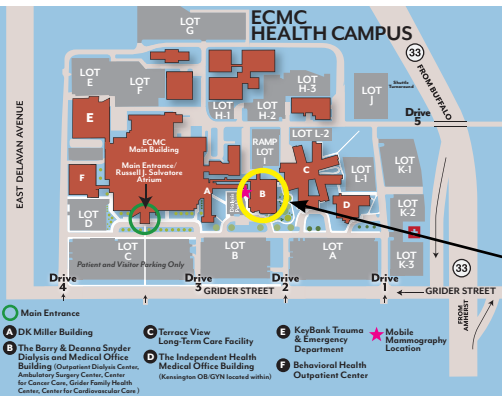 ECMC
HEALTH CAMPUS
LOT
G
33
FROM BUFFALO
LOT
E
LOT
F
LOT
H-3
LOT
J
Shuttle
Turnaround
LOT
H-1
LOT
H-2
Drive
5
EAST DELAVAN AVENUE
E
ECMC
Main Building
Main Entrance/
Russell J. Salvatore
Atrium
RAMP
LOT
I
LOT L-2
C
LOT
K-1
LOT
L-1
F
A
B
D
LOT
K-2
LOT
D
LOT
C
Patient and Visitor Parking Only
LOT
B
LOT
A
LOT
K-3
33
Drive
4
Drive
3
Drive
2
Drive
1
GRIDER STREET
GRIDER STREET
FROM
AMHERST
Main Entrance
A DK Miller Building
B The Barry & Deanna Snyder
Dialysis and Medical Office
Building (Outpatient Dialysis Center,
Ambulatory Surgery Center, Center
for Cancer Care, Grider Family Health
Center, Center for Cardiovascular Care )
C Terrace View
Long-Term Care Facility
D The Independent Health
Medical Office Building
(Kensington OB/GYN located within)
E KeyBank Trauma
& Emergency
Department
F Behavioral Health
Outpatient Center
Mobile
Mammography
Location